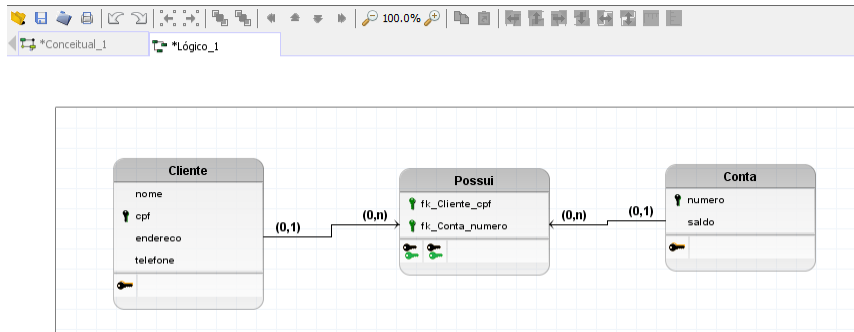 100.0%
*Conceitual_1
*Lógico_1
Cliente
nome
cpf
endereco
telefone
(0,1)
(0,n)
Possui
fk_Cliente_cpf
fk_Conta_numero
(0,n)
(0,1)
Conta
numero
saldo